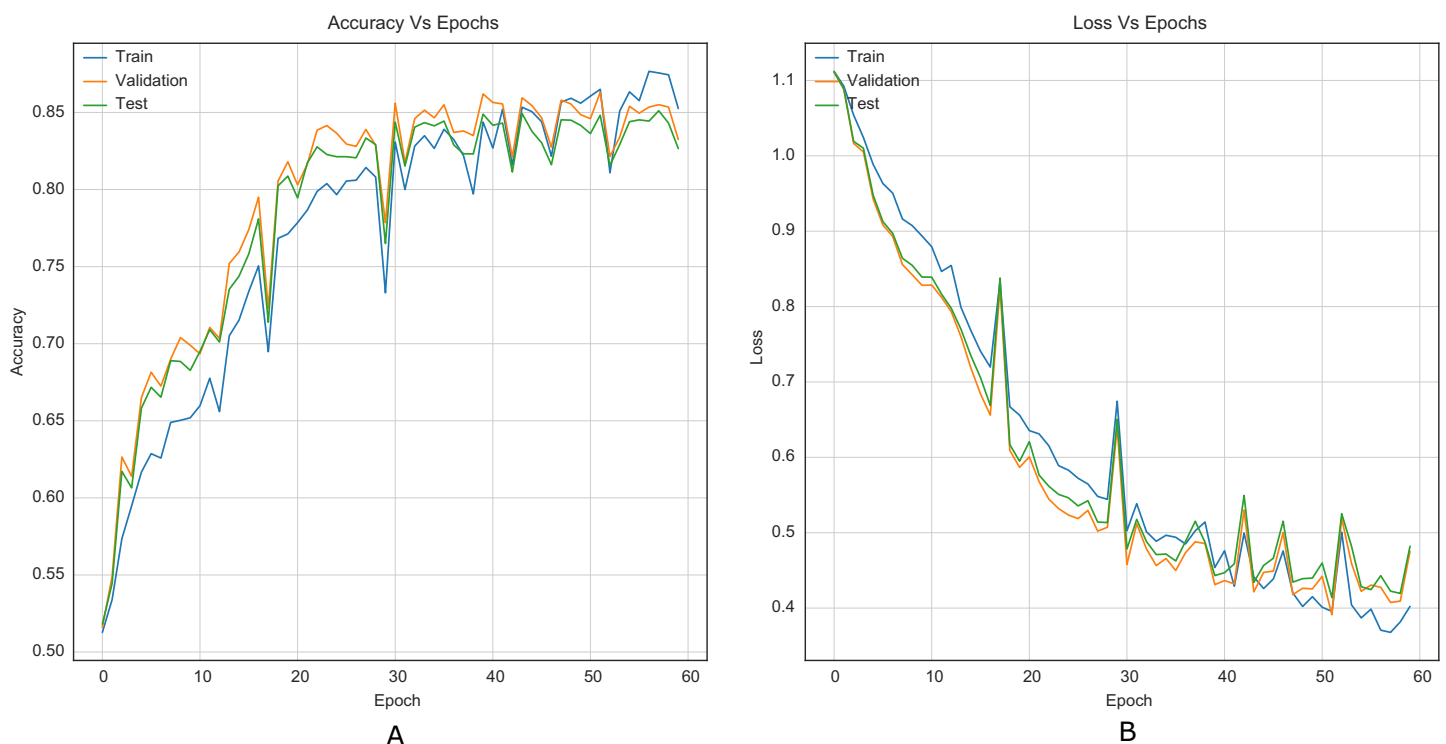 Accuracy Vs Epochs
Train
Validation
Test
0.85
0.80
0.75
0.70
0.65
0.60
0.55
0.50
Accuracy
0 10 20 30 40 50 60
Epoch
A
Loss Vs Epochs
Train
Validation
Test
1.1
1.0
0.9
0.8
0.7
0.6
0.5
0.4
Loss
0 10 20 30 40 50 60
Epoch
B